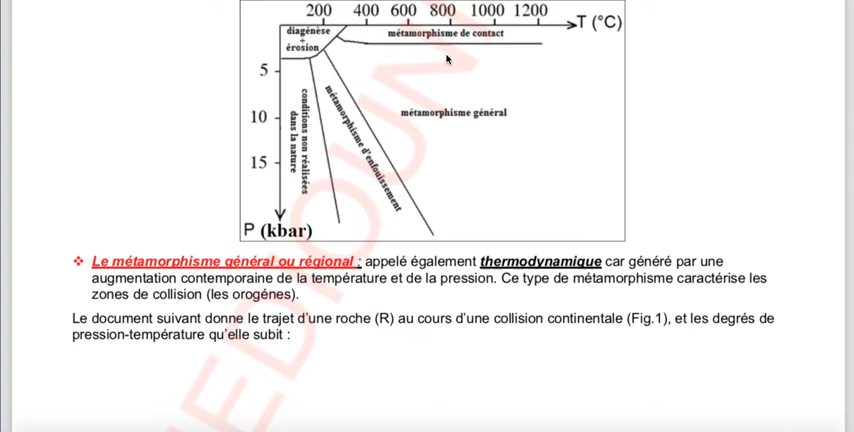 200 400 600 800 1000 1200
T (°C)
diagénèse
+
érosion
métamorphisme de contact
5
10
15
conditions non réalisées
dans la nature
métamorphisme d'enfouissement
métamorphisme général
P (kbar)
❖ Le métamorphisme général ou régional : appelé également thermodynamique car généré par une
augmentation contemporaine de la température et de la pression. Ce type de métamorphisme caractérise les
zones de collision (les orogénes).
Le document suivant donne le trajet d'une roche (R) au cours d'une collision continentale (Fig.1), et les degrés de
pression-température qu'elle subit :